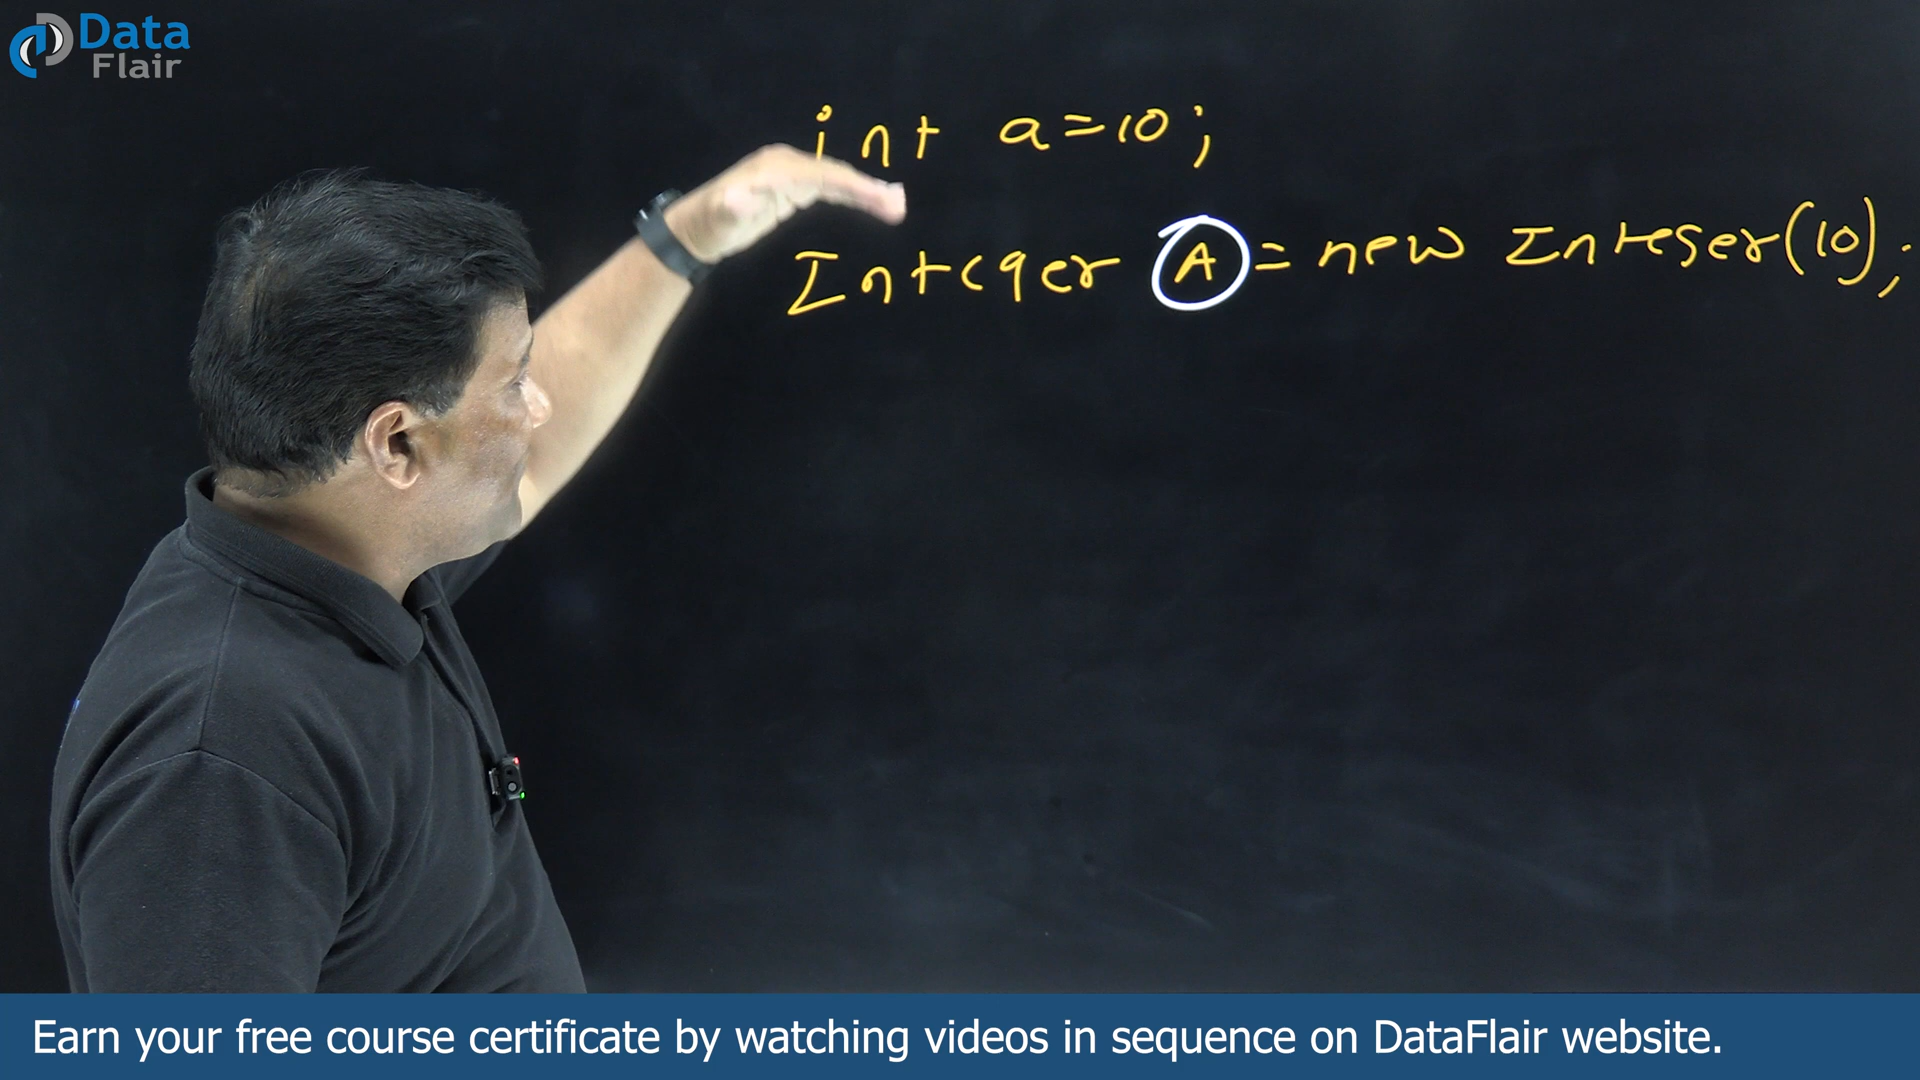 Data
Flair
int a=10;
Integer A = new Integer(10);
Earn your free course certificate by watching videos in sequence on DataFlair website.